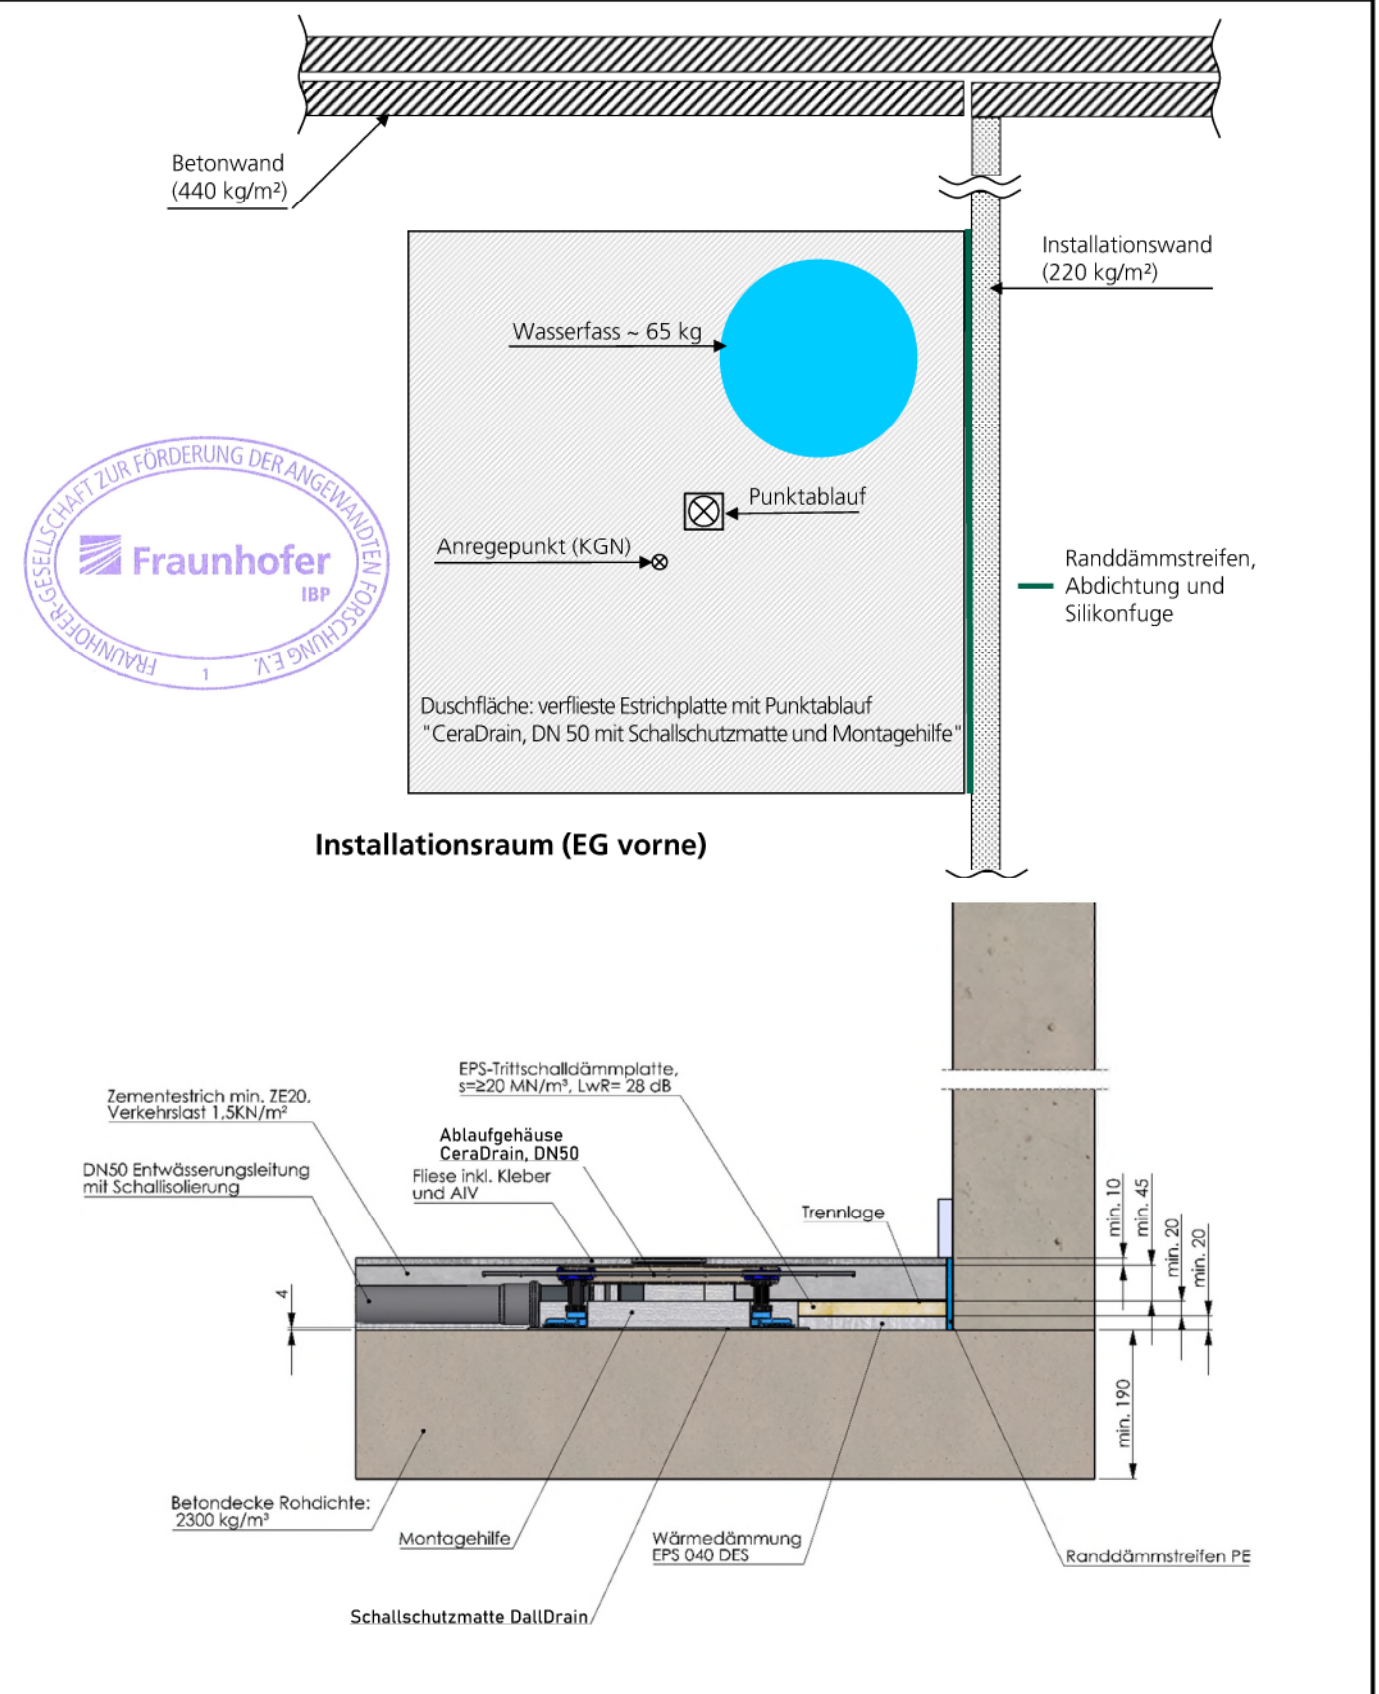 Betonwand
(440 kg/m²)
Installationswand
(220 kg/m²)
Wasserfass ~ 65 kg
Punktablauf
Anregepunkt (KGN)
FRAUNHOFER-GESELLSCHAFT ZUR FÖRDERUNG DER ANGEWANDTEN FORSCHUNG E.V.
Fraunhofer
IBP
1
Randdämmstreifen,
Abdichtung und
Silikonfuge
Duschfläche: verflieste Estrichplatte mit Punktablauf
"CeraDrain, DN 50 mit Schallschutzmatte und Montagehilfe"
Installationsraum (EG vorne)
EPS-Trittschalldämmplatte,
s=≥20 MN/m³, LwR= 28 dB
Zementestrich min. ZE20,
Verkehrslast 1,5KN/m²
Ablaufgehäuse
CeraDrain, DN50
DN50 Entwässerungsleitung
mit Schallisolierung
Fliese inkl. Kleber
und AIV
Trennlage
min. 10
min. 45
min. 20
min. 20
4
min. 190
Betondecke Rohdichte:
2300 kg/m³
Montagehilfe
Wärmedämmung
EPS 040 DES
Randdämmstreifen PE
Schallschutzmatte DallDrain